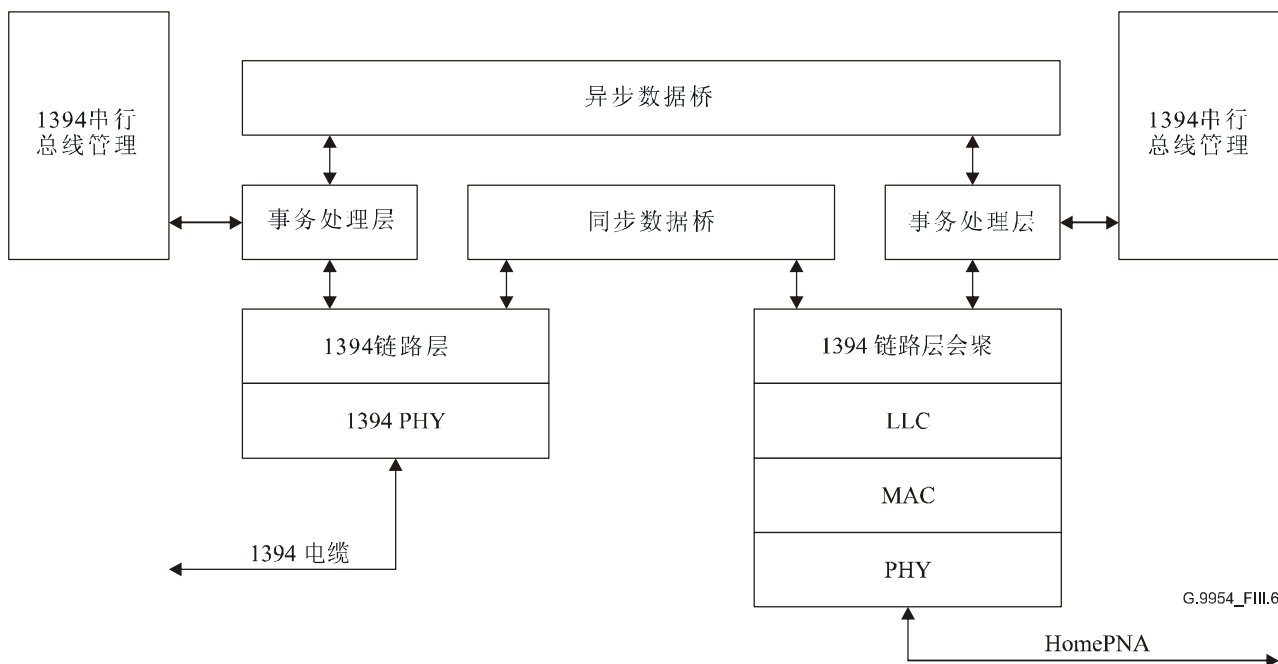 异步数据桥
1394串行
总线管理
1394串行
总线管理
事务处理层
同步数据桥
事务处理层
1394链路层
1394 链路层会聚
1394 PHY
LLC
MAC
1394 电缆
PHY
G.9954_FIII.6
HomePNA